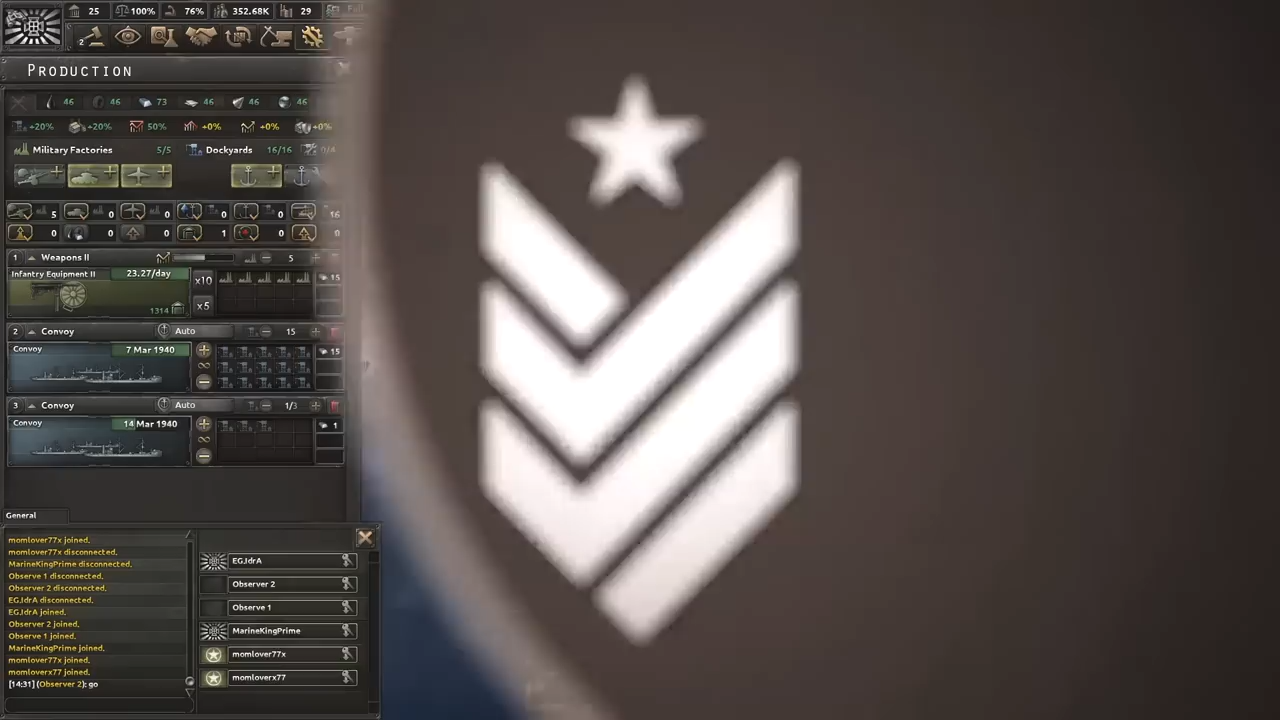 25 100% 76% 352.68K 29
2
PRODUCTION
46 46 73 46 46 46
+20% +20% 50% +0% +0% +0%
Military Factories 5/5 Dockyards 16/16 0/4
5 0 0 0 0 16
0 0 0 1 0 0
1 Weapons II 5
Infantry Equipment II 23.27/day x10 15
1314 x5
2 Convoy Auto 15
Convoy 7 Mar 1940 15
3 Convoy Auto 1/3
Convoy 14 Mar 1940 1
General
momlover77x joined.
momlover77x disconnected.
MarineKingPrime disconnected.
Observe 1 disconnected.
Observer 2 disconnected.
EG.IdrA disconnected.
EG.IdrA joined.
Observer 2 joined.
Observe 1 joined.
MarineKingPrime joined.
momlover77x joined.
momloverx77 joined.
[14:31] (Observer 2): go
EG.IdrA
Observer 2
Observe 1
MarineKingPrime
momlover77x
momloverx77